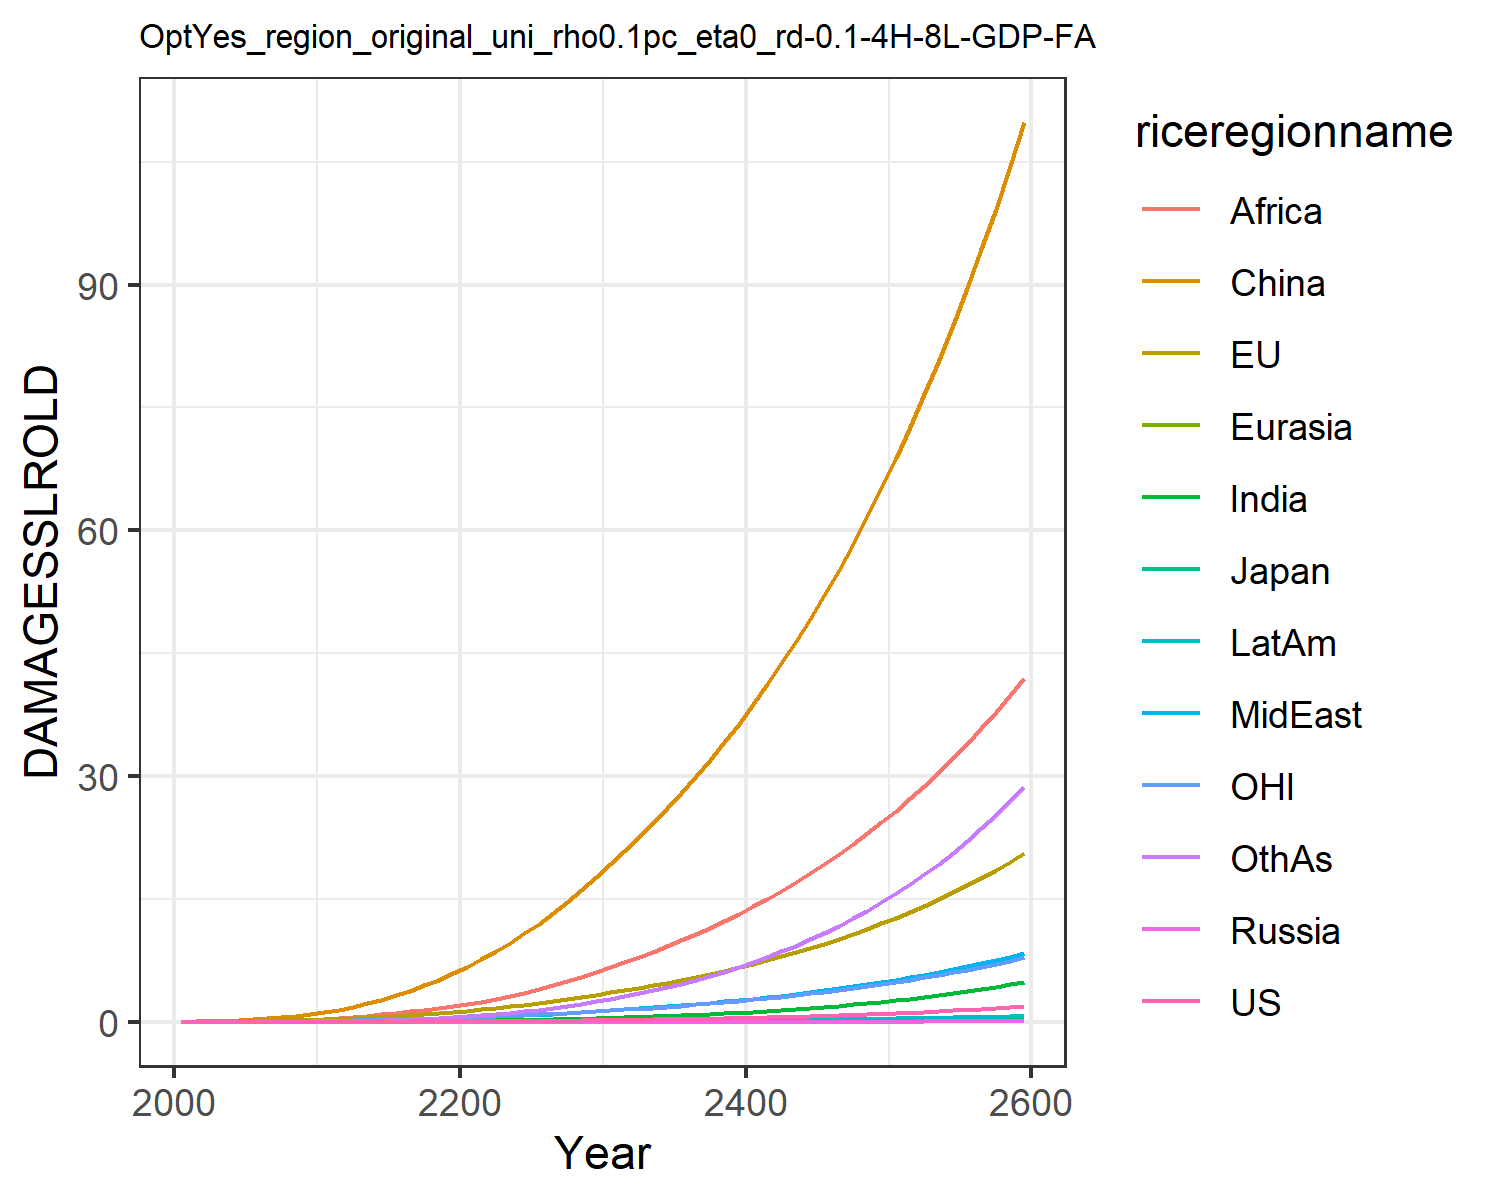 OptYes_region_original_uni_rho0.1pc_eta0_rd-0.1-4H-8L-GDP-FA
DAMAGESSLROLD
90
60
30
0
2000 2200 2400 2600
Year
riceregionname
Africa
China
EU
Eurasia
India
Japan
LatAm
MidEast
OHI
OthAs
Russia
US